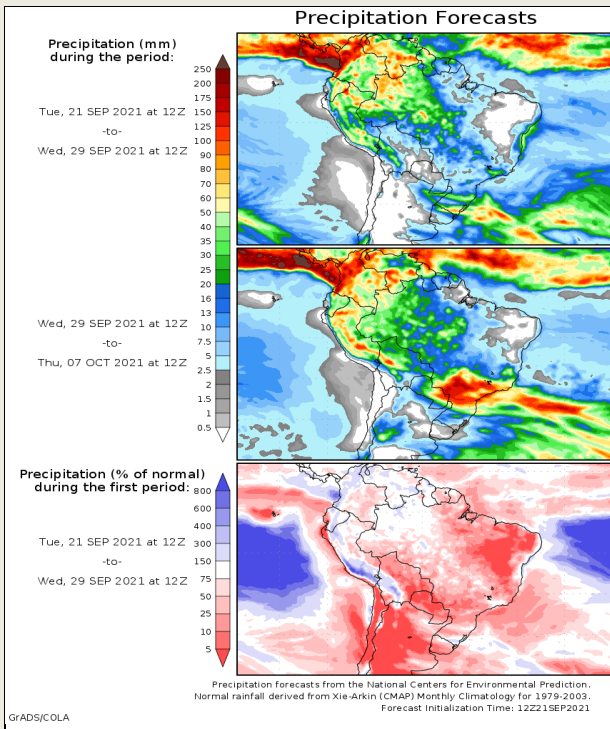 Precipitation Forecasts
Precipitation (mm)
during the period:
Tue, 21 SEP 2021 at 12Z
-to-
Wed, 29 SEP 2021 at 12Z
250
200
175
150
125
100
90
80
70
60
50
40
35
30
25
20
16
13
10
7.5
5
2.5
2
1.5
1
0.5
Wed, 29 SEP 2021 at 12Z
-to-
Thu, 07 OCT 2021 at 12Z
Precipitation (% of normal)
during the first period:
Tue, 21 SEP 2021 at 12Z
-to-
Wed, 29 SEP 2021 at 12Z
800
600
400
300
150
75
50
25
10
5
Precipitation forecasts from the National Centers for Environmental Prediction.
Normal rainfall derived from Xie-Arkin (CMAP) Monthly Climatology for 1979-2003.
Forecast Initialization Time: 12Z21SEP2021
GrADS/COLA